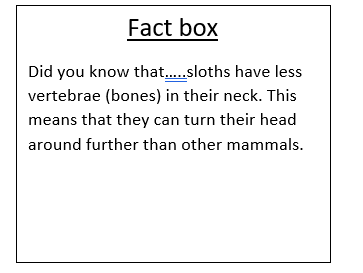 Fact box
Did you know that.....sloths have less
vertebrae (bones) in their neck. This
means that they can turn their head
around further than other mammals.